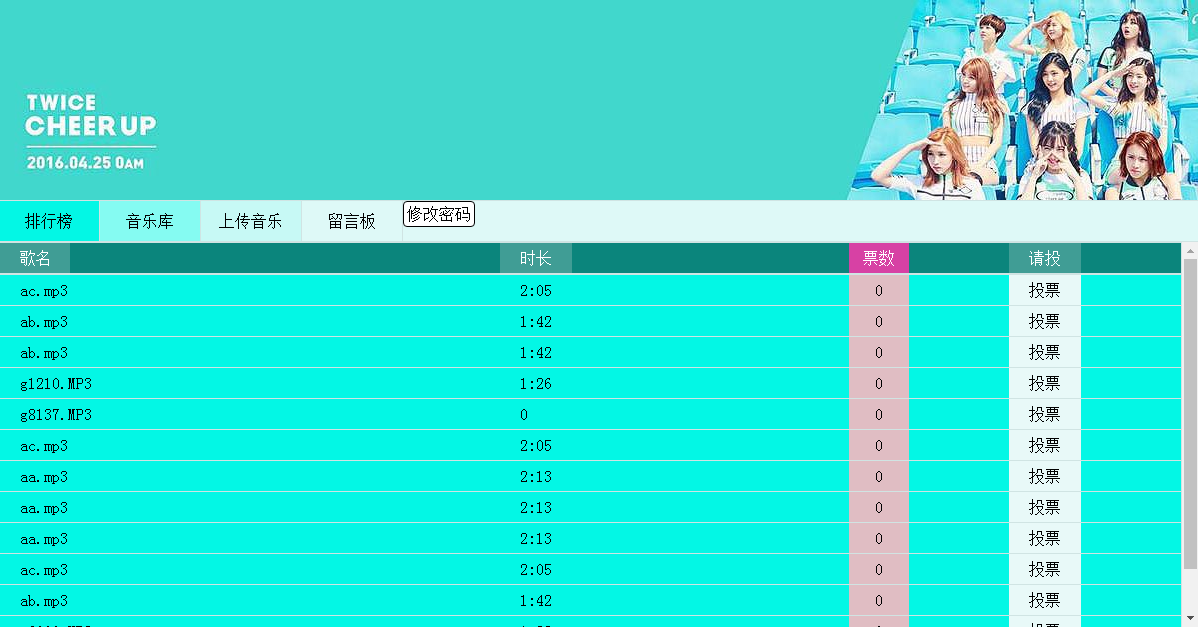 TWICE
CHEER UP
2016.04.25 0AM
排行榜 音乐库 上传音乐 留言板 修改密码
歌名 时长 票数 请投
ac.mp3 2:05 0 投票
ab.mp3 1:42 0 投票
ab.mp3 1:42 0 投票
g1210.MP3 1:26 0 投票
g8137.MP3 0 0 投票
ac.mp3 2:05 0 投票
aa.mp3 2:13 0 投票
aa.mp3 2:13 0 投票
aa.mp3 2:13 0 投票
ac.mp3 2:05 0 投票
ab.mp3 1:42 0 投票